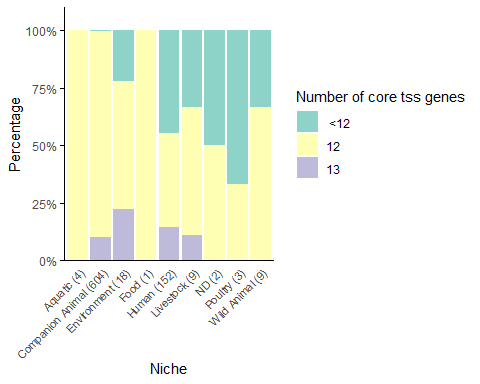 100%
75%
50%
25%
0%
Percentage
Aquatic (4)
Companion Animal (604)
Environment (18)
Food (1)
Human (152)
Livestock (9)
ND (2)
Poultry (3)
Wild Animal (9)
Niche
Number of core tss genes
<12
12
13